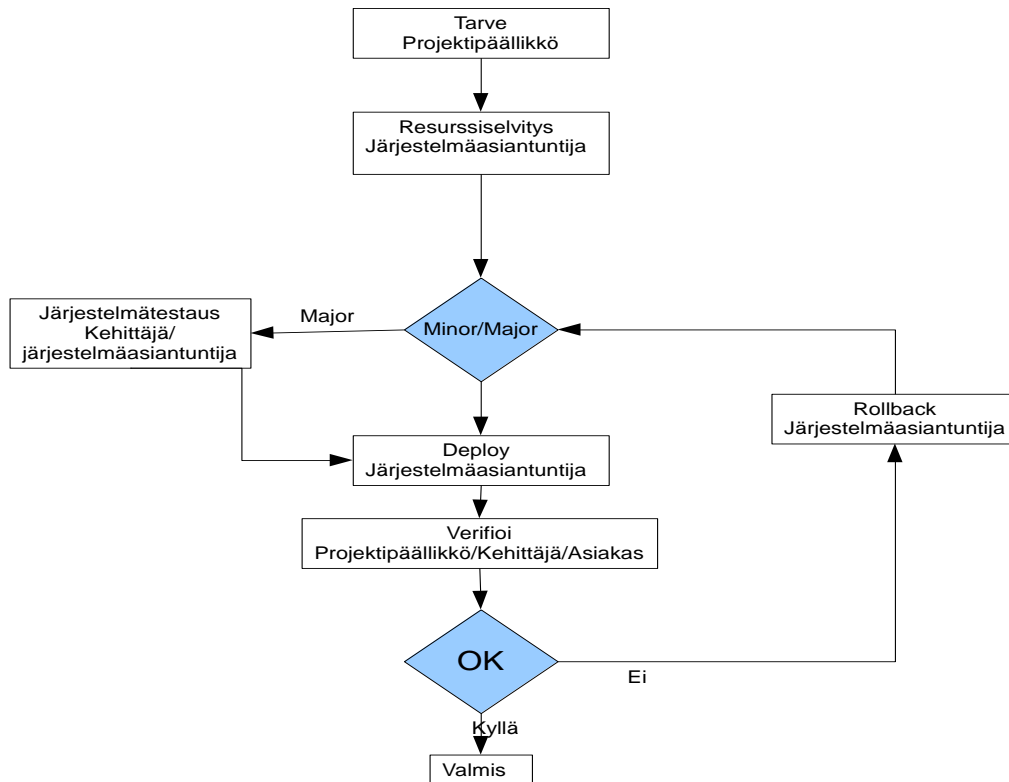 Tarve
Projektipäällikkö
Resurssiselvitys
Järjestelmäasiantuntija
Minor/Major
Major
Järjestelmätestaus
Kehittäjä/
järjestelmäasiantuntija
Rollback
Järjestelmäasiantuntija
Deploy
Järjestelmäasiantuntija
Verifioi
Projektipäällikkö/Kehittäjä/Asiakas
OK
Ei
Kyllä
Valmis